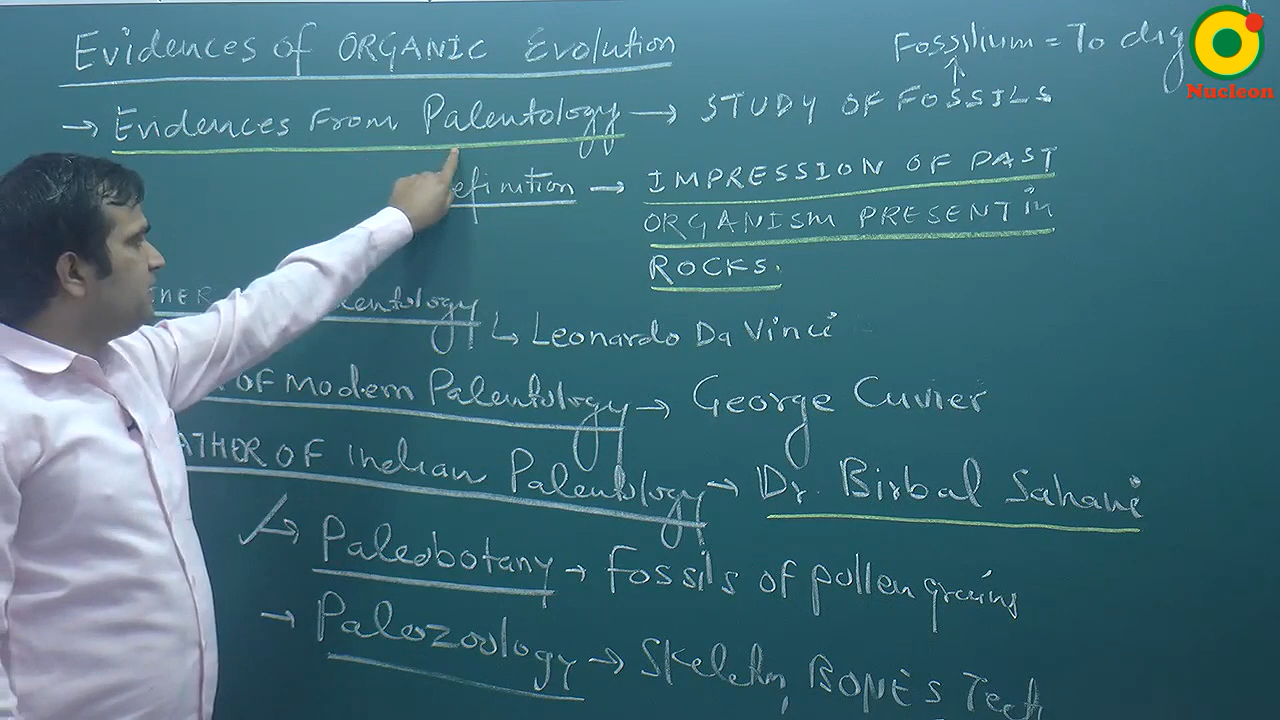 Evidences of ORGANIC Evolution
Fossilium = To dig
Nucleon
→ Evidences From Palentology → STUDY OF FOSSILS
efinition → IMPRESSION OF PAST
ORGANISM PRESENT in
ROCKS.
THER entology
↳ Leonardo Da Vinci
OF Modern Palentology → George Cuvier
ATHER OF Indian Palentology → Dr. Birbal Sahani
→ Paleobotany → Fossils of pollen grains
→ Paleozoology → Skeleton, BONES Teeth